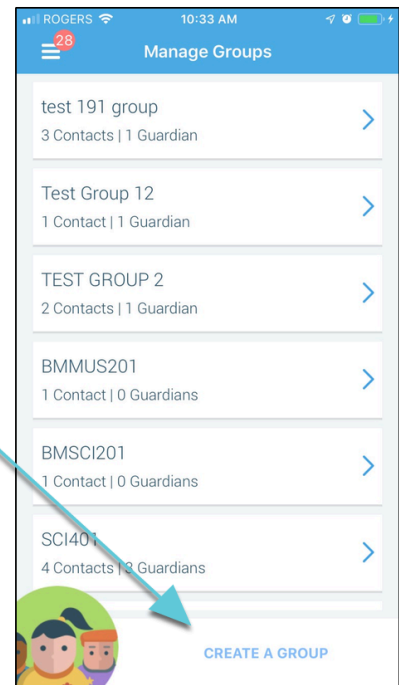 ROGERS 10:33 AM
28
Manage Groups
test 191 group
3 Contacts | 1 Guardian
Test Group 12
1 Contact | 1 Guardian
TEST GROUP 2
2 Contacts | 1 Guardian
BMMUS201
1 Contact | 0 Guardians
BMSCI201
1 Contact | 0 Guardians
SCI401
4 Contacts | Guardians
CREATE A GROUP